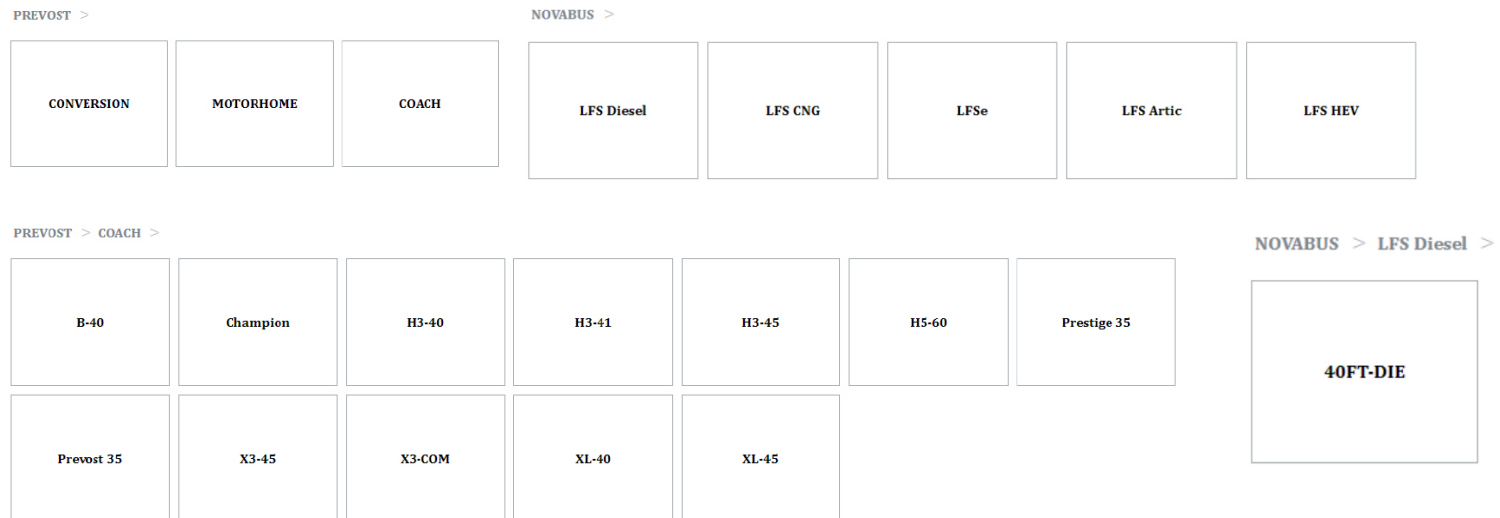 PREVOST >
CONVERSION
MOTORHOME
COACH
NOVABUS >
LFS Diesel
LFS CNG
LFSe
LFS Artic
LFS HEV
PREVOST > COACH >
B-40
Champion
H3-40
H3-41
H3-45
H5-60
Prestige 35
Prevost 35
X3-45
X3-COM
XL-40
XL-45
NOVABUS > LFS Diesel >
40FT-DIE